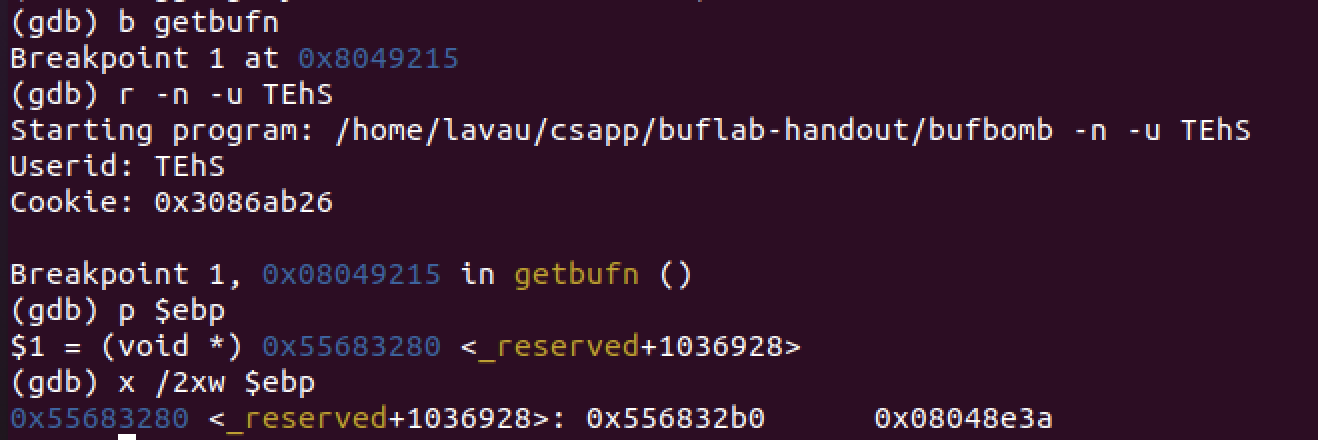 (gdb) b getbufn
Breakpoint 1 at 0x8049215
(gdb) r -n -u TEhS
Starting program: /home/lavau/csapp/buflab-handout/bufbomb -n -u TEhS
Userid: TEhS
Cookie: 0x3086ab26
Breakpoint 1, 0x08049215 in getbufn ()
(gdb) p $ebp
$1 = (void *) 0x55683280 <_reserved+1036928>
(gdb) x /2xw $ebp
0x55683280 <_reserved+1036928>: 0x556832b0 0x08048e3a